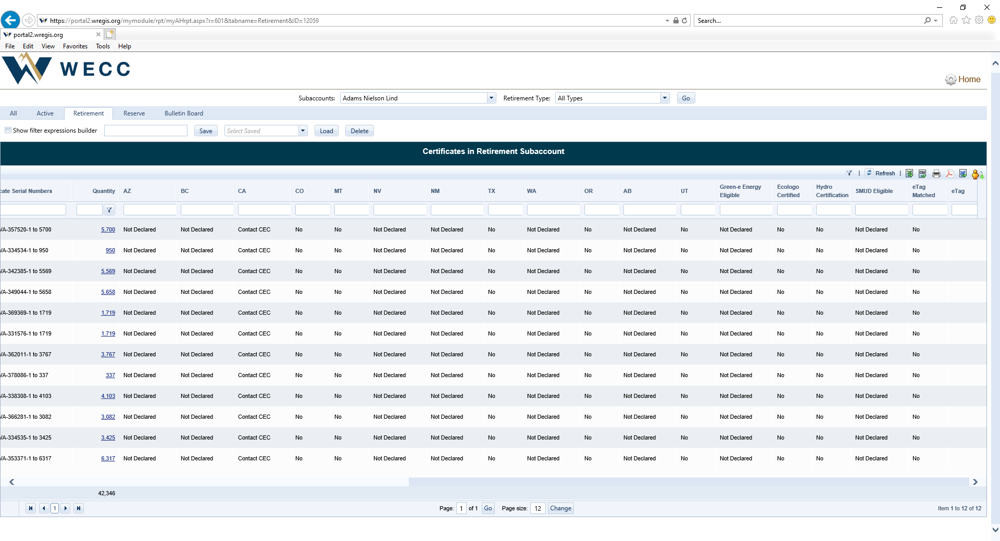 https://portal2.wregis.org/mymodule/rpt/myAHrpt.aspx?r=601&tabname=Retirement&ID=12059
Search...
portal2.wregis.org
File Edit View Favorites Tools Help
WECC
Home
Subaccounts: Adams Nielson Lind Retirement Type: All Types Go
All Active Retirement Reserve Bulletin Board
Show filter expressions builder Save Select Saved Load Delete
Certificates in Retirement Subaccount
Refresh
cate Serial Numbers Quantity AZ BC CA CO MT NV NM TX WA OR AB UT Green-e Energy Eligible Ecologo Certified Hydro Certification SMUD Eligible eTag Matched eTag
VA-357520-1 to 5700 5,700 Not Declared Not Declared Contact CEC No No Not Declared Not Declared No Not Declared No Not Declared No Not Declared No No Not Declared No
VA-334534-1 to 950 950 Not Declared Not Declared Contact CEC No No Not Declared Not Declared No Not Declared No Not Declared No Not Declared No No Not Declared No
VA-342385-1 to 5569 5,569 Not Declared Not Declared Contact CEC No No Not Declared Not Declared No Not Declared No Not Declared No Not Declared No No Not Declared No
VA-349044-1 to 5658 5,658 Not Declared Not Declared Contact CEC No No Not Declared Not Declared No Not Declared No Not Declared No Not Declared No No Not Declared No
VA-369369-1 to 1719 1,719 Not Declared Not Declared Contact CEC No No Not Declared Not Declared No Not Declared No Not Declared No Not Declared No No Not Declared No
VA-331576-1 to 1719 1,719 Not Declared Not Declared Contact CEC No No Not Declared Not Declared No Not Declared No Not Declared No Not Declared No No Not Declared No
VA-362011-1 to 3767 3,767 Not Declared Not Declared Contact CEC No No Not Declared Not Declared No Not Declared No Not Declared No Not Declared No No Not Declared No
VA-378086-1 to 337 337 Not Declared Not Declared Contact CEC No No Not Declared Not Declared No Not Declared No Not Declared No Not Declared No No Not Declared No
VA-338308-1 to 4103 4,103 Not Declared Not Declared Contact CEC No No Not Declared Not Declared No Not Declared No Not Declared No Not Declared No No Not Declared No
VA-366281-1 to 3082 3,082 Not Declared Not Declared Contact CEC No No Not Declared Not Declared No Not Declared No Not Declared No Not Declared No No Not Declared No
VA-334535-1 to 3425 3,425 Not Declared Not Declared Contact CEC No No Not Declared Not Declared No Not Declared No Not Declared No Not Declared No No Not Declared No
VA-353371-1 to 6317 6,317 Not Declared Not Declared Contact CEC No No Not Declared Not Declared No Not Declared No Not Declared No Not Declared No No Not Declared No
42,346
1 Page: 1 of 1 Go Page size: 12 Change Item 1 to 12 of 12